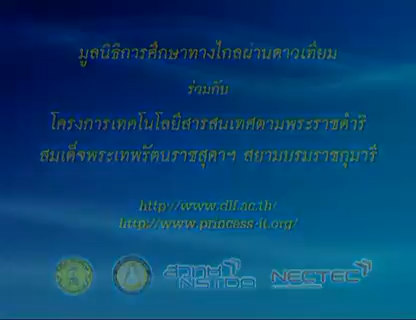 มูลนิธิการศึกษาทางไกลผ่านดาวเทียม
ร่วมกับ
โครงการเทคโนโลยีสารสนเทศตามพระราชดำริ
สมเด็จพระเทพรัตนราชสุดาฯ สยามบรมราชกุมารี
http://www.dlf.ac.th/
http://www.princess-it.org/
สวทช NSTDA NECTEC